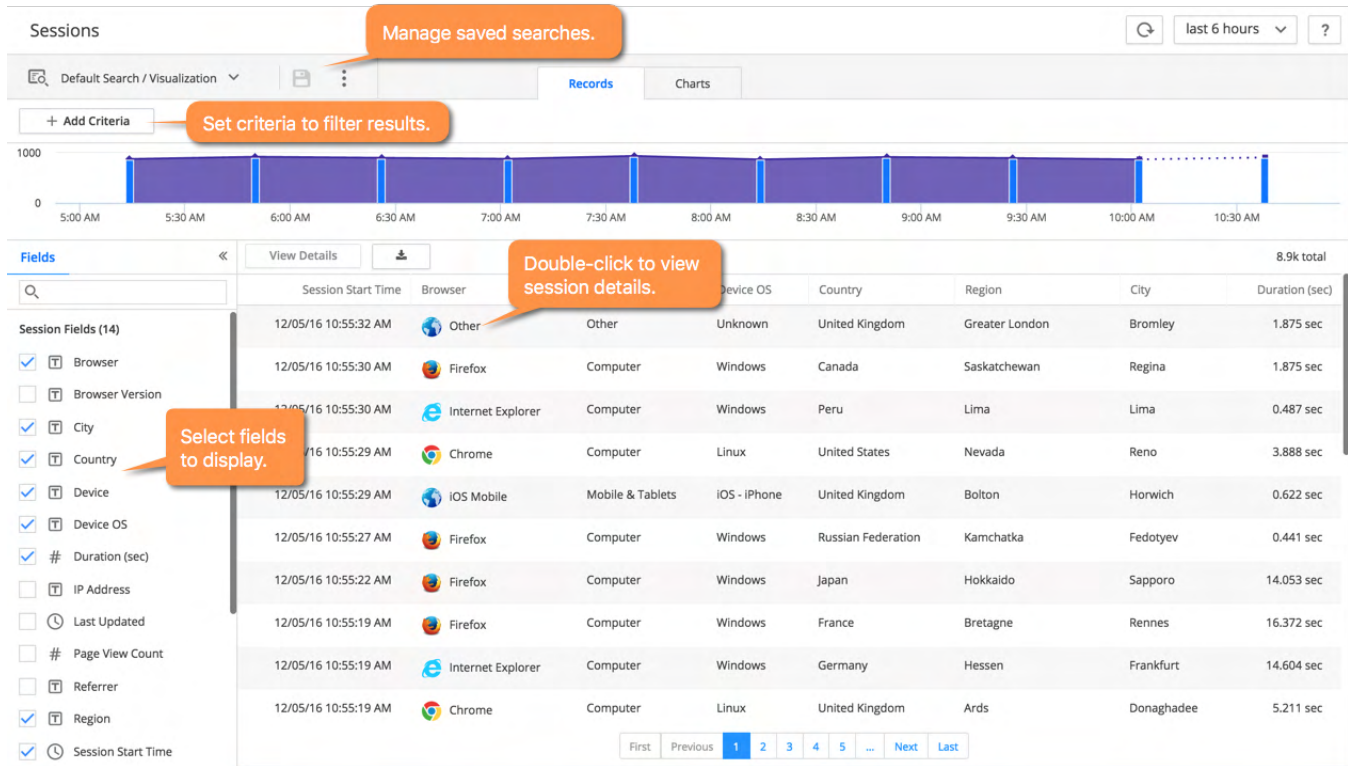 Sessions
Manage saved searches.
last 6 hours
?
Default Search / Visualization
Records
Charts
+ Add Criteria
Set criteria to filter results.
1000
0
5:00 AM 5:30 AM 6:00 AM 6:30 AM 7:00 AM 7:30 AM 8:00 AM 8:30 AM 9:00 AM 9:30 AM 10:00 AM 10:30 AM
Fields
«
View Details
Double-click to view
session details.
8.9k total
Session Start Time Browser Device OS Country Region City Duration (sec)
12/05/16 10:55:32 AM Other Other Unknown United Kingdom Greater London Bromley 1.875 sec
12/05/16 10:55:30 AM Firefox Computer Windows Canada Saskatchewan Regina 1.875 sec
12/05/16 10:55:30 AM Internet Explorer Computer Windows Peru Lima Lima 0.487 sec
/16 10:55:29 AM Chrome Computer Linux United States Nevada Reno 3.888 sec
12/05/16 10:55:29 AM iOS Mobile Mobile & Tablets iOS - iPhone United Kingdom Bolton Horwich 0.622 sec
12/05/16 10:55:27 AM Firefox Computer Windows Russian Federation Kamchatka Fedotyev 0.441 sec
12/05/16 10:55:22 AM Firefox Computer Windows Japan Hokkaido Sapporo 14.053 sec
12/05/16 10:55:19 AM Firefox Computer Windows France Bretagne Rennes 16.372 sec
12/05/16 10:55:19 AM Internet Explorer Computer Windows Germany Hessen Frankfurt 14.604 sec
12/05/16 10:55:19 AM Chrome Computer Linux United Kingdom Ards Donaghadee 5.211 sec
Session Fields (14)
T Browser
T Browser Version
T City
T Country
T Device
T Device OS
# Duration (sec)
T IP Address
Last Updated
# Page View Count
T Referrer
T Region
Session Start Time
Select fields
to display.
First Previous 1 2 3 4 5 ... Next Last